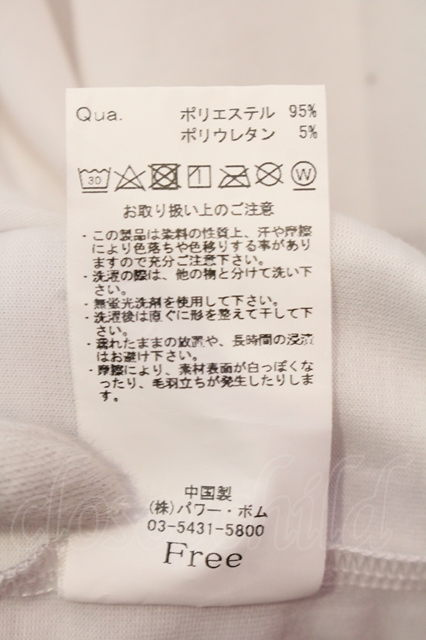 Qua. ポリエステル 95%
ポリウレタン 5%
30
W
お取り扱い上のご注意
・この製品は染料の性質上、汗や摩擦
により色落ちや色移りする事があり
ますので充分ご注意下さい。
・洗濯の際は、他の物と分けて洗い下
さい。
・無蛍光洗剤を使用して下さい。
・洗濯後は直ぐに形を整えて干して下
さい。
・濡れたままの放置や、長時間の浸漬
はお避け下さい。
・摩擦により、素材表面が白っぽくな
ったり、毛羽立ちが発生したりしま
す。
中国製
(株)パワー・ボム
03-5431-5800
Free
closet child